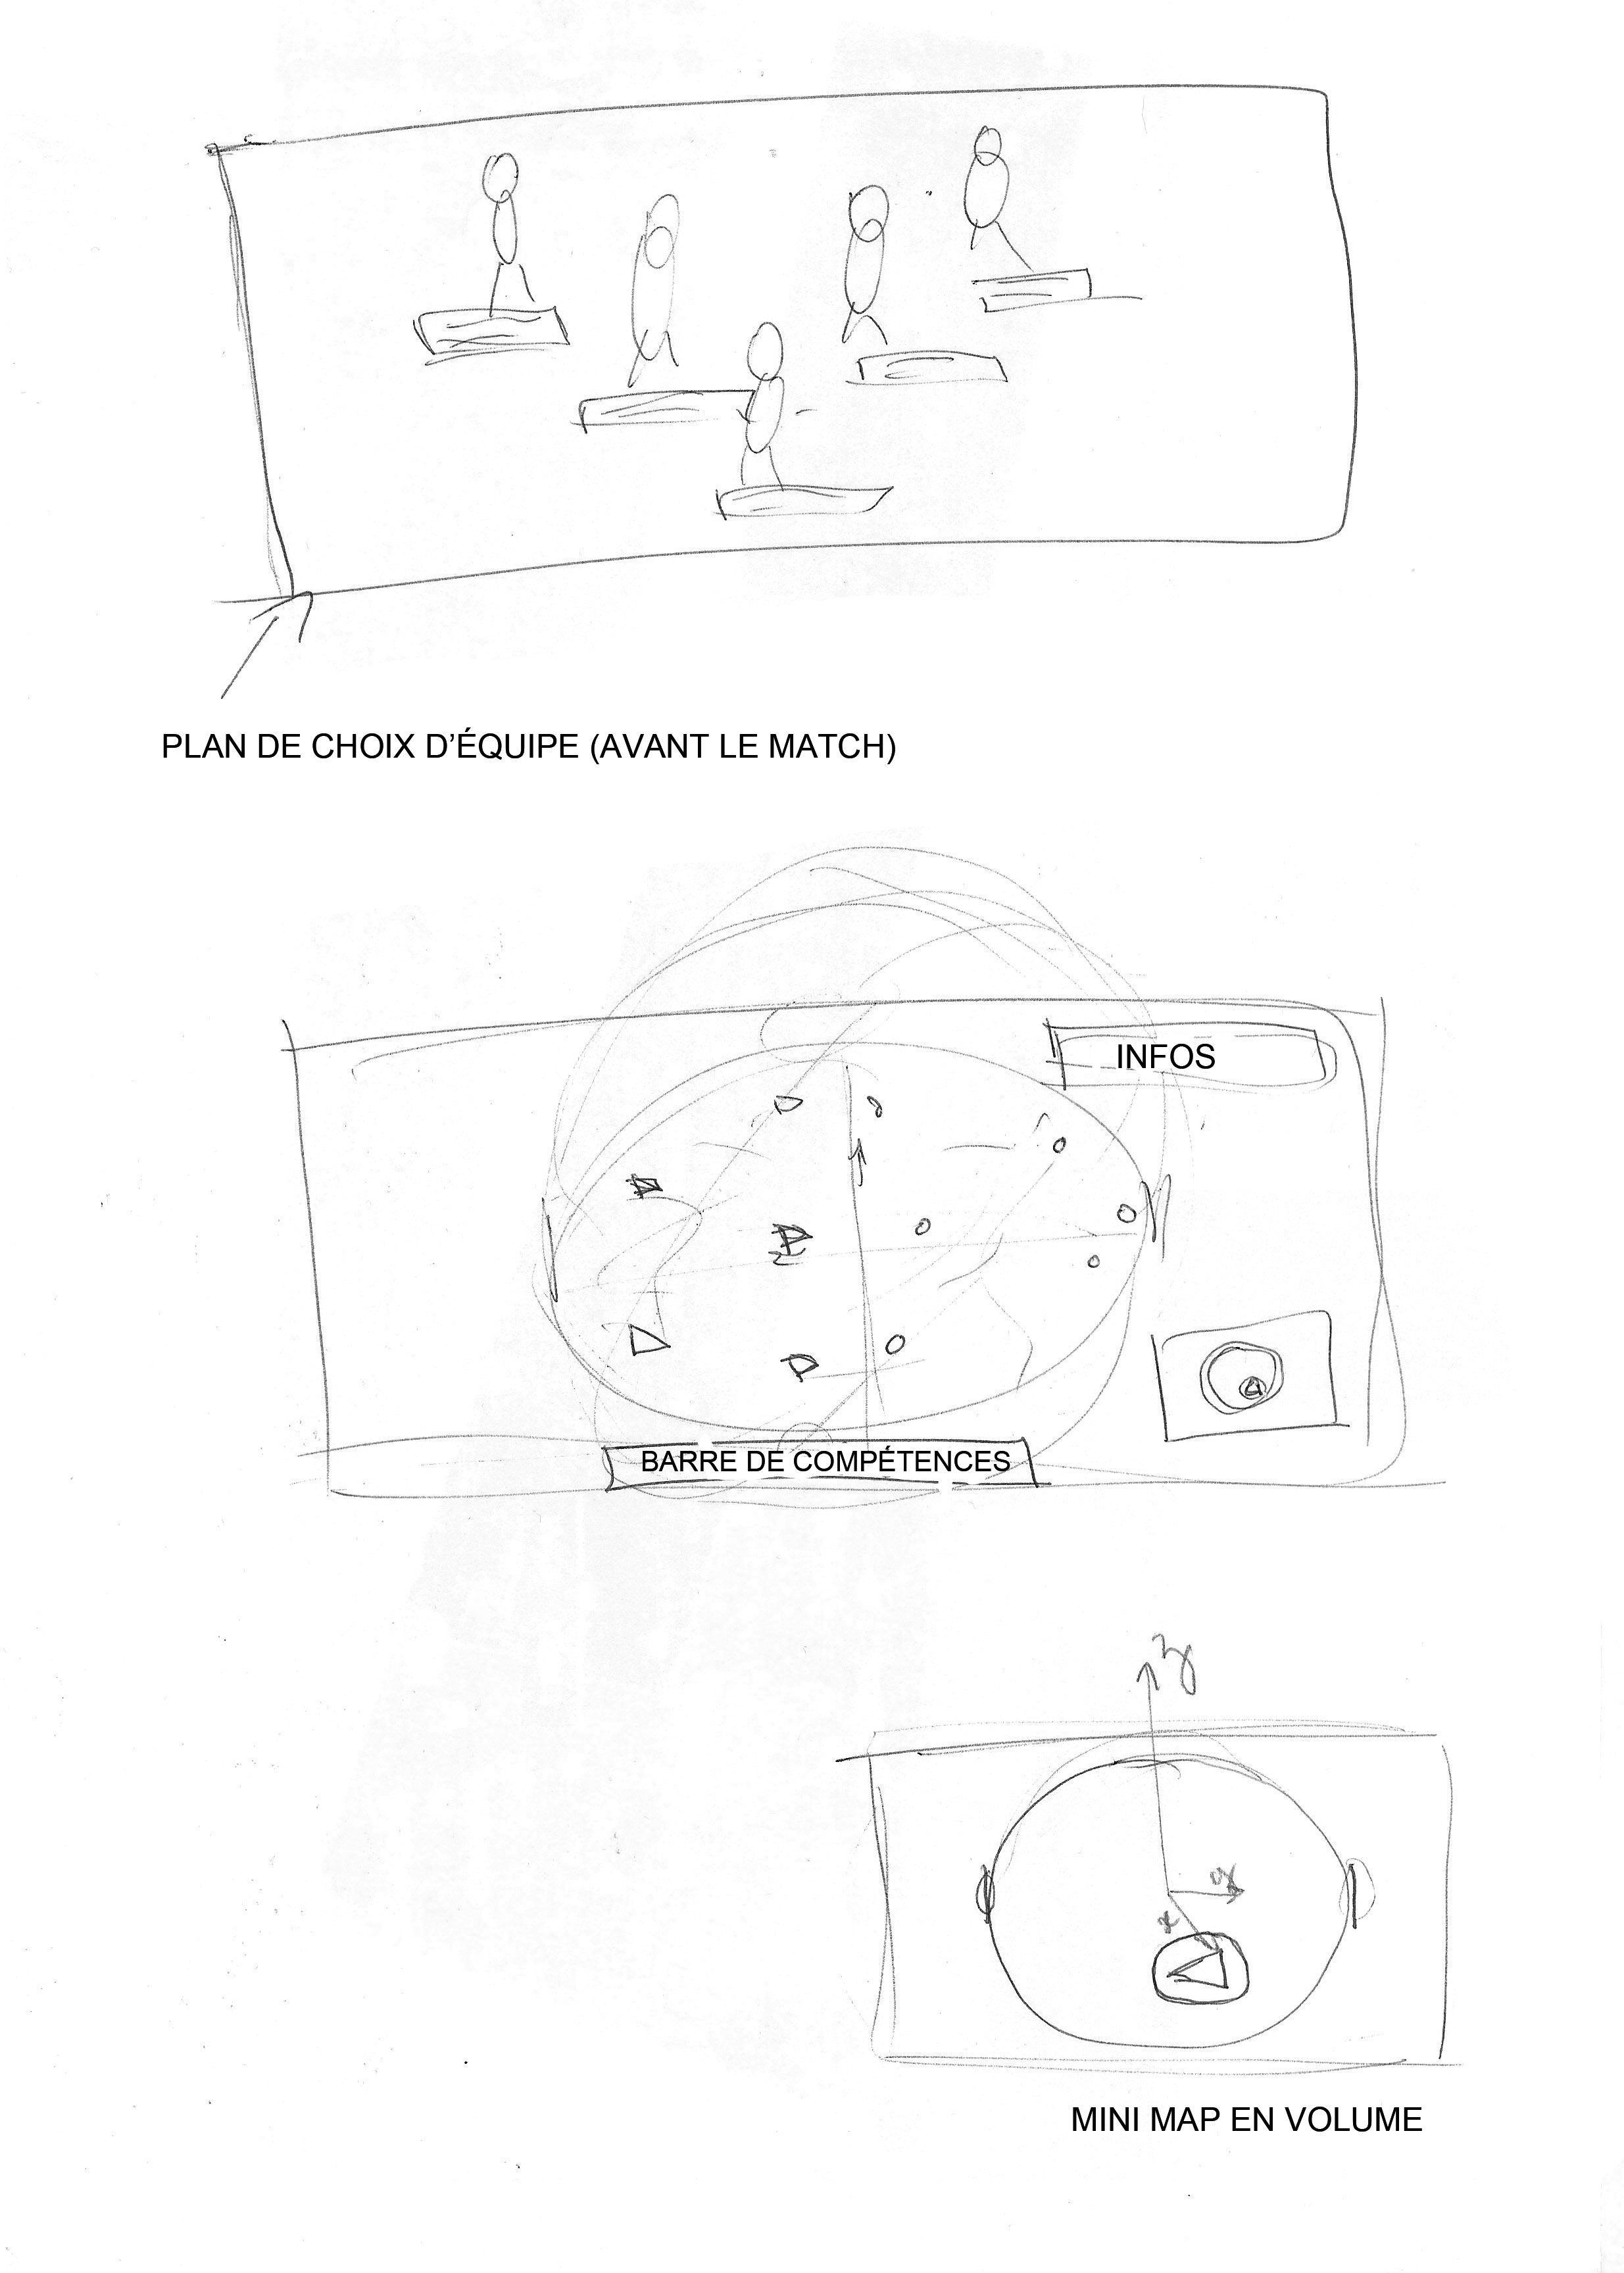 PLAN DE CHOIX D’ÉQUIPE (AVANT LE MATCH)
INFOS
BARRE DE COMPÉTENCES
z
y
x
MINI MAP EN VOLUME